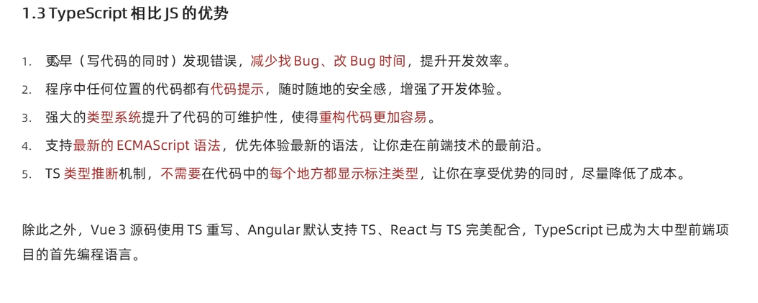 1.3 TypeScript 相比 JS 的优势
1. 更早（写代码的同时）发现错误，减少找 Bug、改 Bug 时间，提升开发效率。
2. 程序中任何位置的代码都有代码提示，随时随地的安全感，增强了开发体验。
3. 强大的类型系统提升了代码的可维护性，使得重构代码更加容易。
4. 支持最新的 ECMAScript 语法，优先体验最新的语法，让你走在前端技术的最前沿。
5. TS 类型推断机制，不需要在代码中的每个地方都显示标注类型，让你在享受优势的同时，尽量降低了成本。
除此之外，Vue 3 源码使用 TS 重写、Angular 默认支持 TS、React 与 TS 完美配合，TypeScript 已成为大中型前端项
目的首先编程语言。